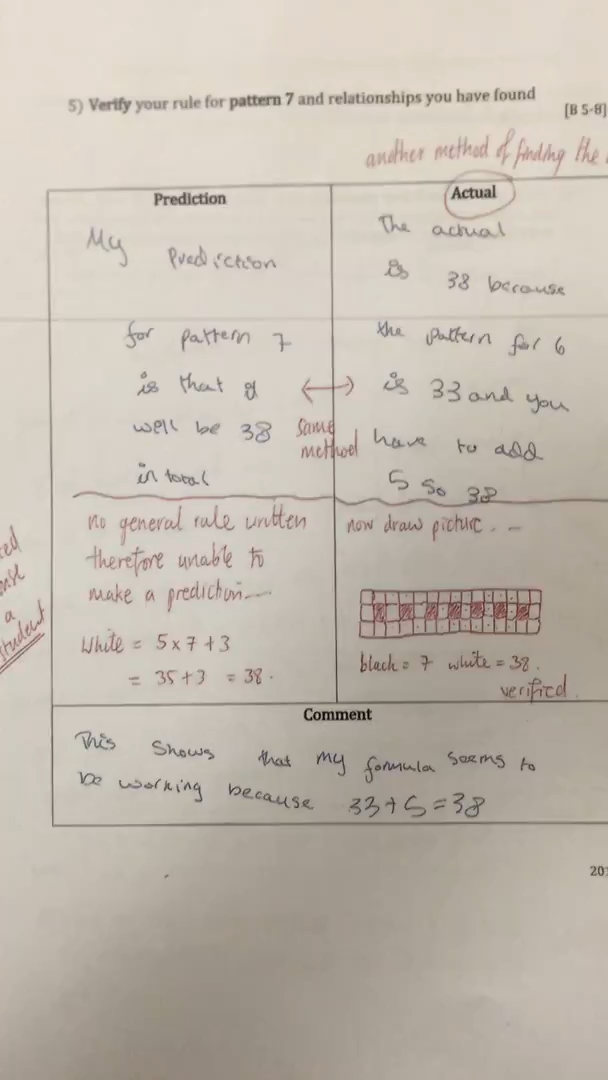 5) Verify your rule for pattern 7 and relationships you have found
[B 5-8]
another method of finding the
Prediction
My Prediction
for pattern 7
is that y
well be 38
in total
same
method
Actual
The actual
is 38 because
the pattern for 6
is 33 and you
have to add
5 so 38
no general rule written
therefore unable to
make a prediction....
White = 5 x 7 + 3
= 35 + 3 = 38.
now draw picture. --
black = 7 white = 38.
verified.
a
student
Comment
This shows that my formula seems to
be working because 33 + 5 = 38